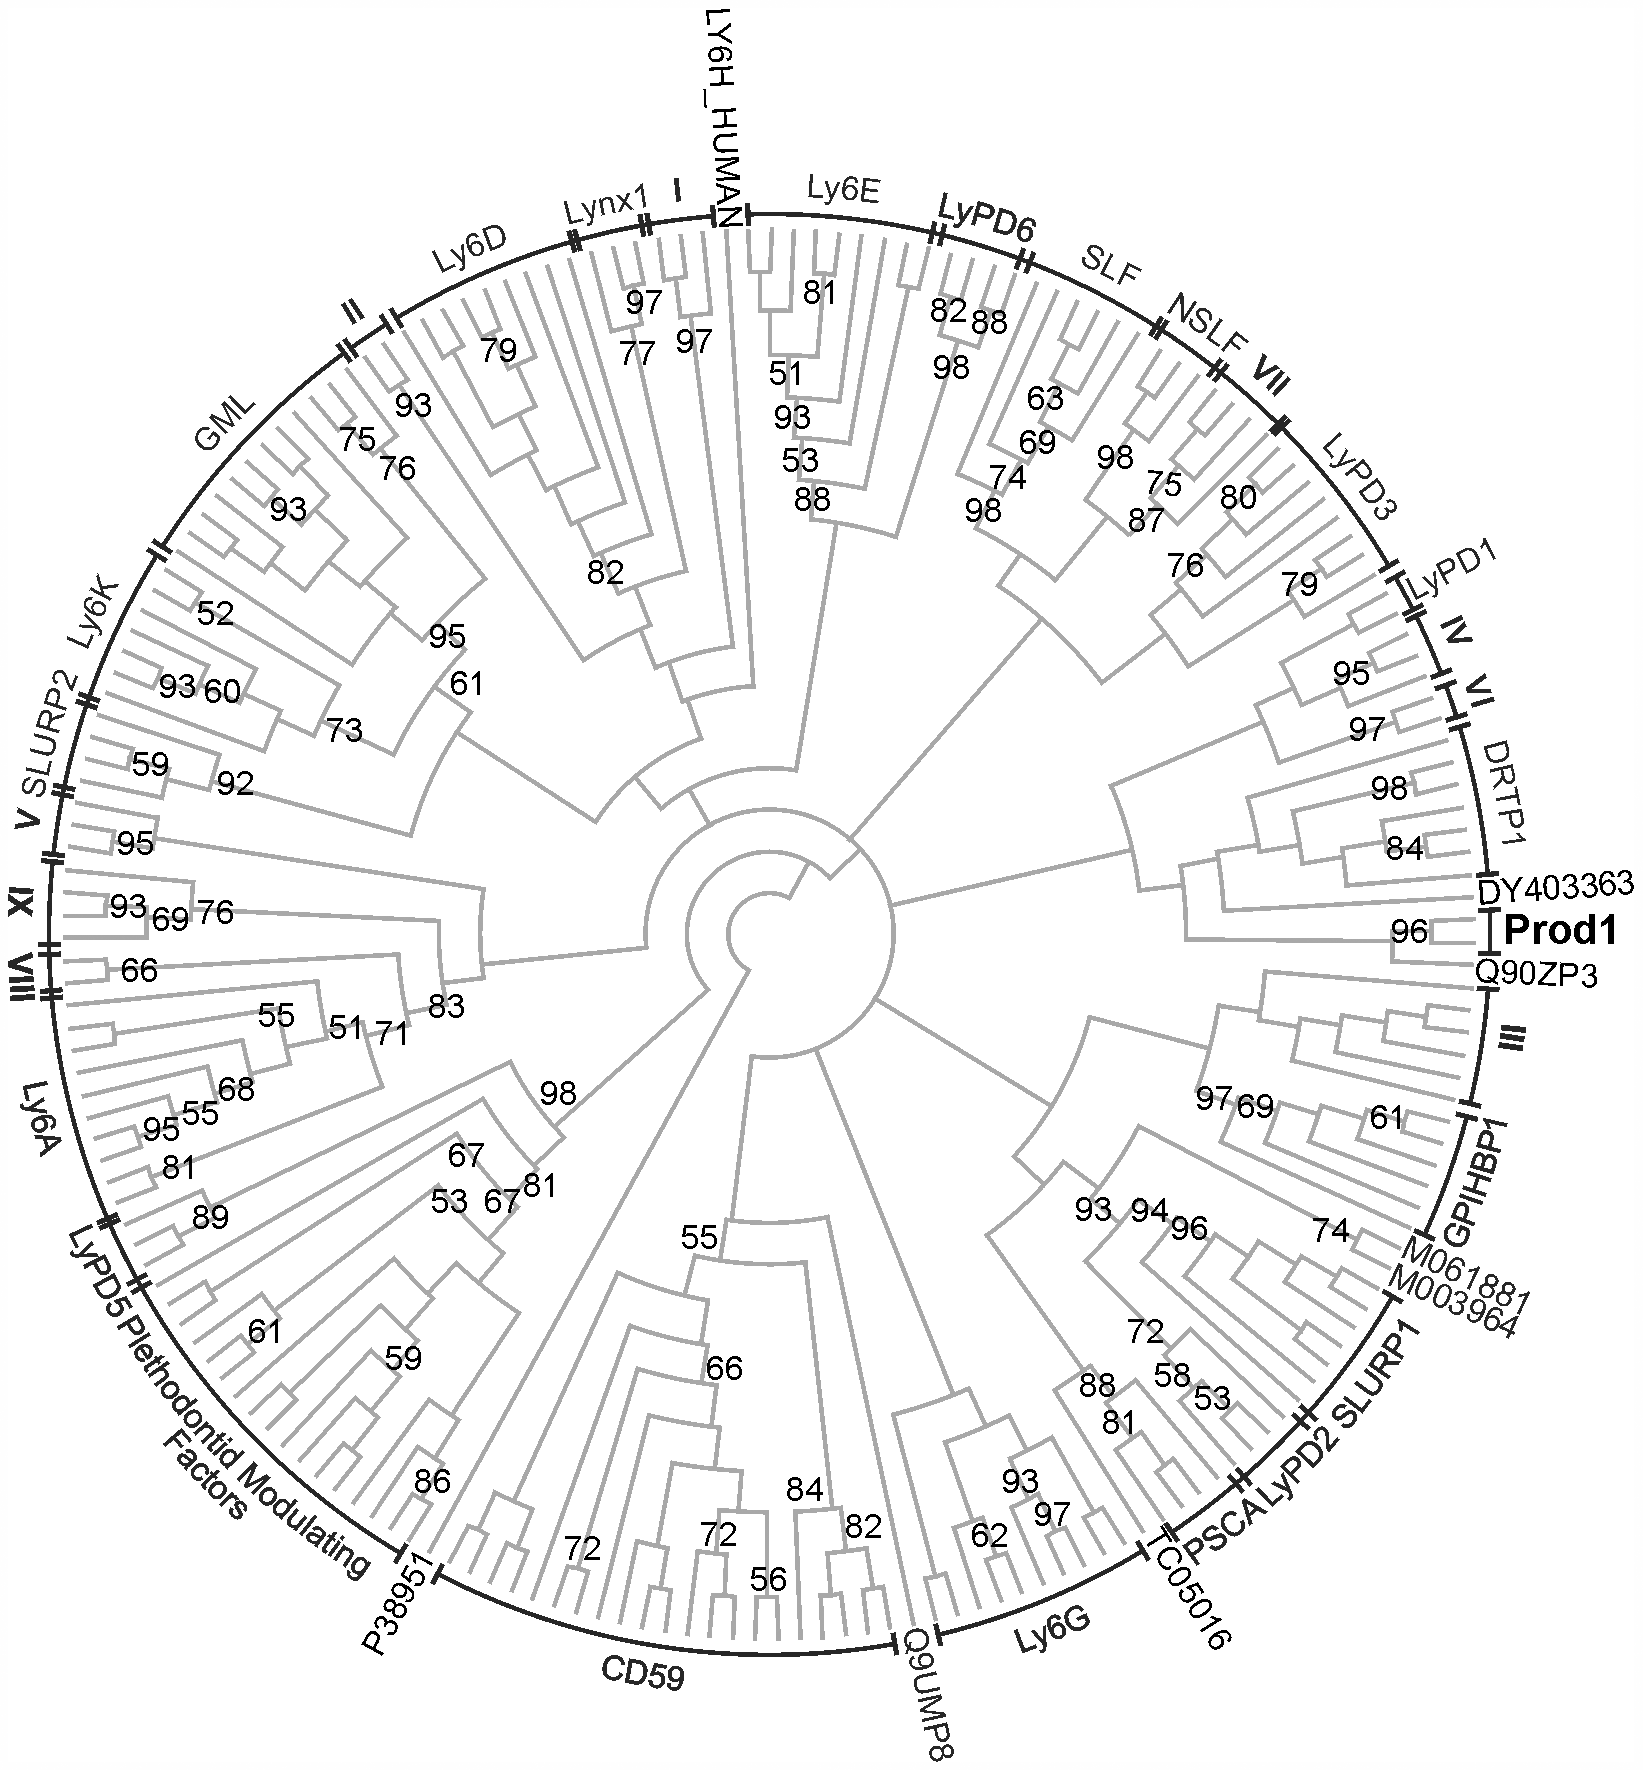 LY6H_HUMAN
Ly6E
LyPD6
SLF
NSLF
VII
LyPD3
LyPD1
IV
VI
DRTP1
DY403363
Prod1
Q90ZP3
III
GPIHBP1
M061881
M003964
SLURP1
LyPD2
PSCA
TC05016
Ly6G
Q9UMP8
CD59
P38951
Plethodontid Modulating
Factors
LyPD5
Ly6A
VIII
IX
V
SLURP2
Ly6K
GML
II
Ly6D
Lynx1
I
97
77
97
81
51
93
53
88
82
88
98
63
69
74
98
98
75
87
80
76
79
95
97
98
84
96
97
69
61
74
93
94
96
72
58
53
88
81
93
97
62
55
66
84
82
72
72
56
98
67
53
67
81
61
59
86
89
81
95
55
68
55
51
71
83
66
93
69
76
95
59
92
93
60
73
52
61
95
93
75
76
93
79
82